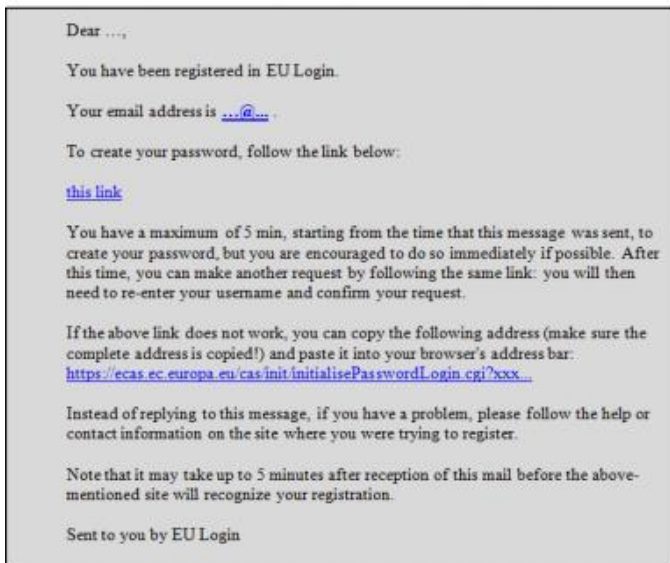 Dear ...,
You have been registered in EU Login.
Your email address is ...@... .
To create your password, follow the link below:
this link
You have a maximum of 5 min, starting from the time that this message was sent, to
create your password, but you are encouraged to do so immediately if possible. After
this time, you can make another request by following the same link: you will then
need to re-enter your username and confirm your request.
If the above link does not work, you can copy the following address (make sure the
complete address is copied!) and paste it into your browser's address bar:
https://ecas.ec.europa.eu/cas/init/initialisePasswordLogin.cgi?xxx...
Instead of replying to this message, if you have a problem, please follow the help or
contact information on the site where you were trying to register.
Note that it may take up to 5 minutes after reception of this mail before the above-
mentioned site will recognize your registration.
Sent to you by EU Login